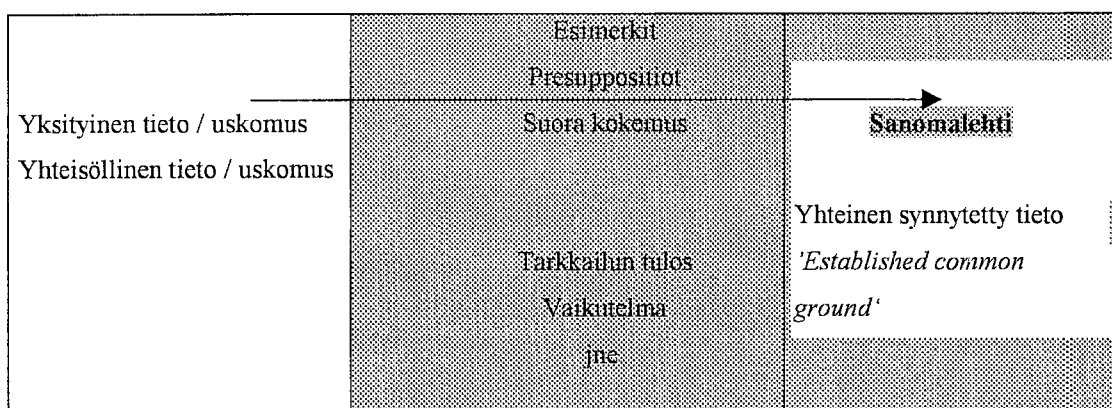 Yksityinen tieto / uskomus
Yhteisöllinen tieto / uskomus
Esimerkit
Presuppositiot
Suora kokemus
Tarkkailun tulos
Vaikutelma
jne
Sanomalehti
Yhteinen synnytetty tieto
'Established common
ground'